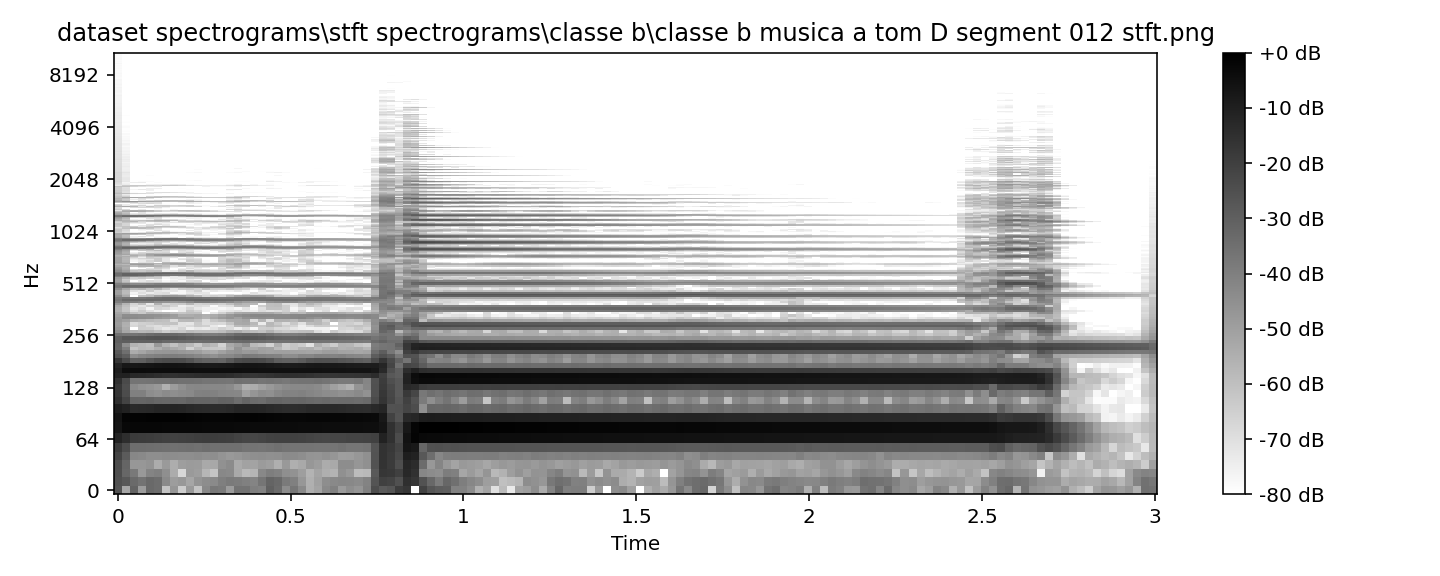 dataset spectrograms\stft spectrograms\classe b\classe b musica a tom D segment 012 stft.png
8192
4096
2048
1024
512
256
128
64
0
Hz
0
0.5
1
1.5
2
2.5
3
Time
+0 dB
-10 dB
-20 dB
-30 dB
-40 dB
-50 dB
-60 dB
-70 dB
-80 dB